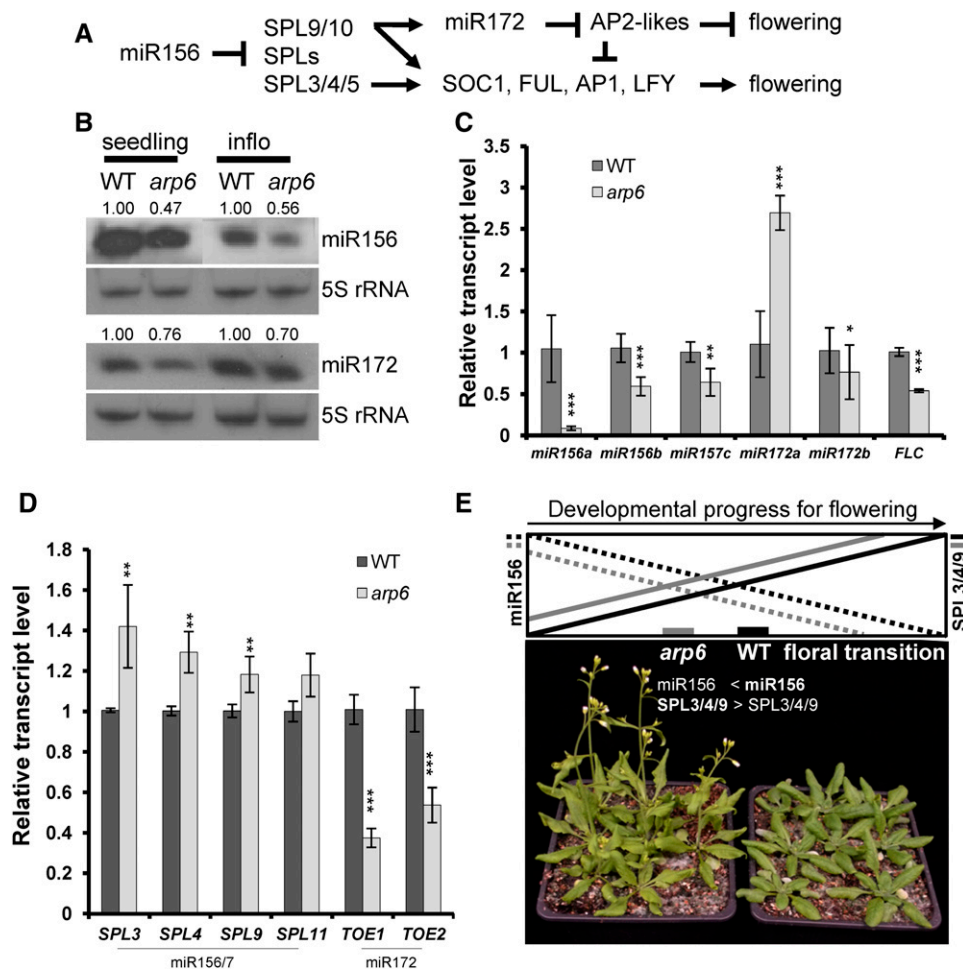 A
miR156
SPL9/10
SPLs
SPL3/4/5
miR172
AP2-likes
flowering
SOC1, FUL, AP1, LFY
flowering
B
seedling
inflo
WT arp6 WT arp6
1.00 0.47 1.00 0.56
miR156
5S rRNA
1.00 0.76 1.00 0.70
miR172
5S rRNA
C
Relative transcript level
3.5
3
2.5
2
1.5
1
0.5
0
WT
arp6
***
***
**
***
*
***
miR156a miR156b miR157c miR172a miR172b FLC
D
Relative transcript level
1.8
1.6
1.4
1.2
1
0.8
0.6
0.4
0.2
0
WT
arp6
**
**
**
***
***
SPL3 SPL4 SPL9 SPL11 TOE1 TOE2
miR156/7 miR172
E
Developmental progress for flowering
miR156
SPL3/4/9
arp6 WT floral transition
miR156 < miR156
SPL3/4/9 > SPL3/4/9